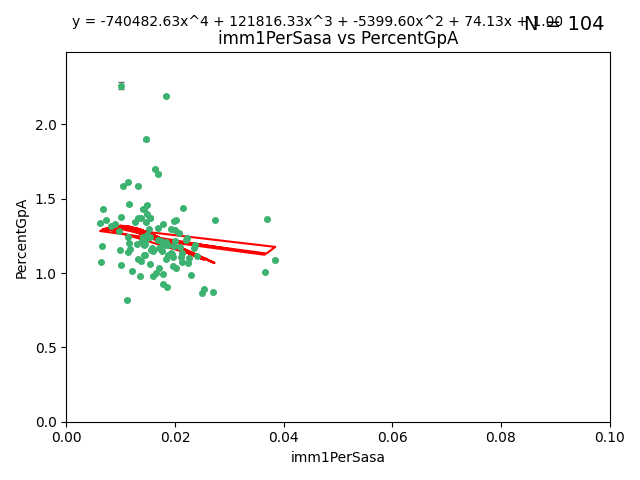 y = -740482.63x^4 + 121816.33x^3 + -5399.60x^2 + 74.13x + 1.00
N = 104
imm1PerSasa vs PercentGpA
PercentGpA
2.0
1.5
1.0
0.5
0.0
0.00 0.02 0.04 0.06 0.08 0.10
imm1PerSasa